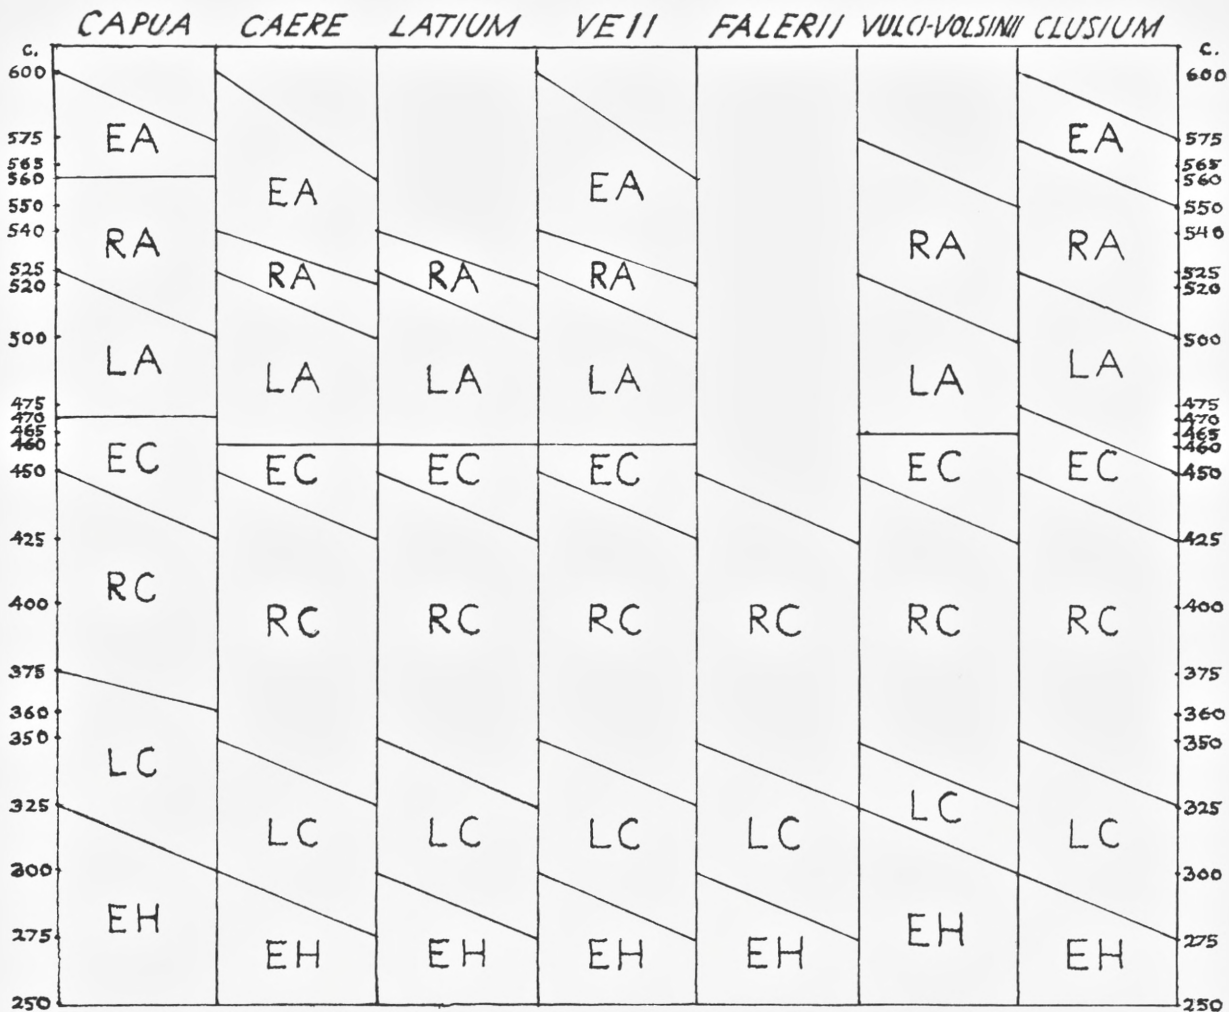 CAPUA CAERE LATIUM VEII FALERII VULCI-VOLSINII CLUSIUM
C. C.
600 600
575 EA EA 575
565 565
560 560
EA EA
550 550
540 RA RA RA 540
525 RA RA RA 525
520 520
500 500
LA LA
LA LA LA LA
475 475
470 470
465 465
460 460
EC EC EC EC EC EC
450 450
425 425
RC
400 400
RC RC RC RC RC RC
375 375
360 360
350 350
LC
325 LC 325
LC LC LC LC LC
300 300
EH EH
275 275
EH EH EH EH EH
250 250